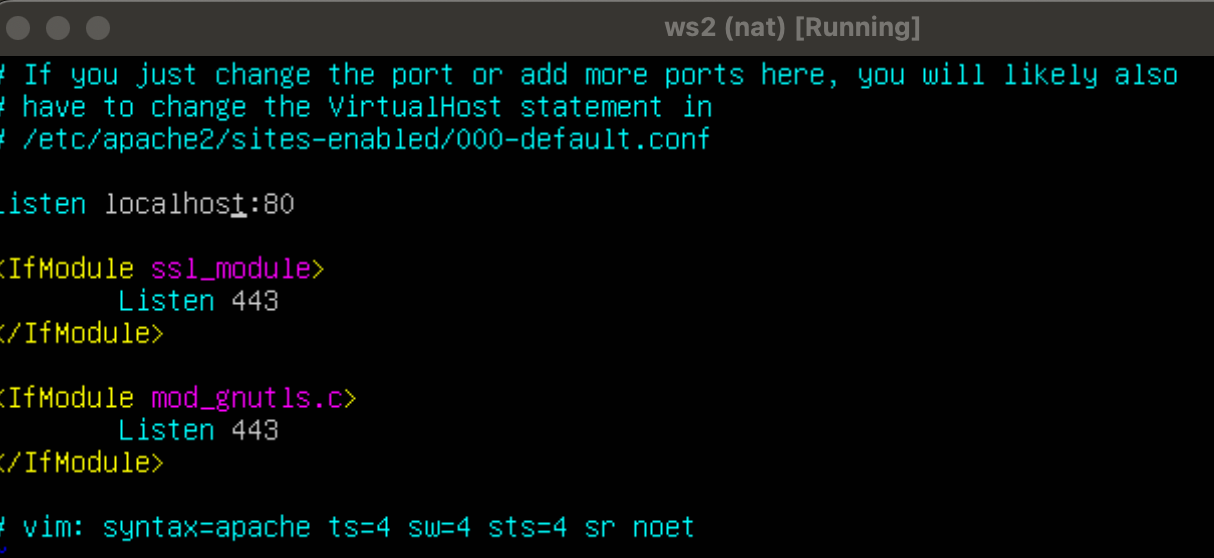 ws2 (nat) [Running]
# If you just change the port or add more ports here, you will likely also
# have to change the VirtualHost statement in
# /etc/apache2/sites-enabled/000-default.conf
Listen localhost:80
<IfModule ssl_module>
Listen 443
</IfModule>
<IfModule mod_gnutls.c>
Listen 443
</IfModule>
# vim: syntax=apache ts=4 sw=4 sts=4 sr noet